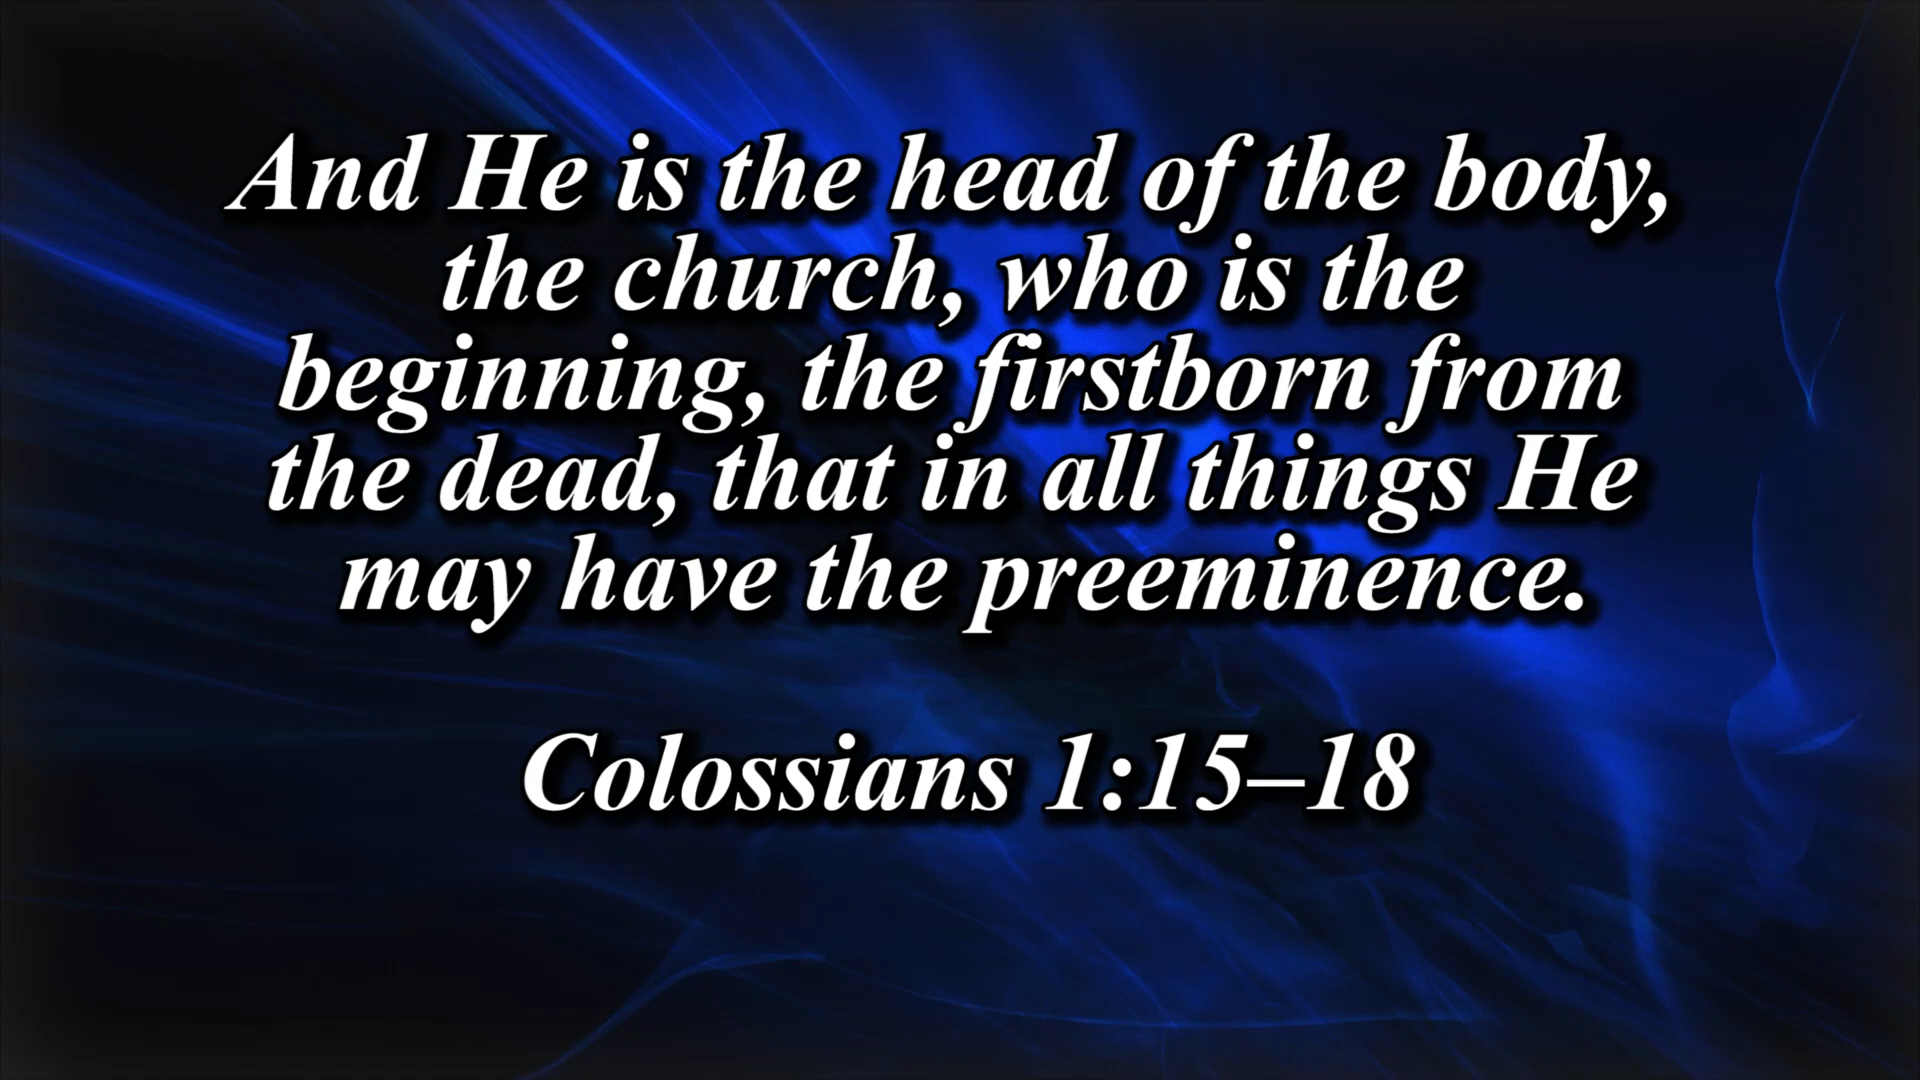 And He is the head of the body,
the church, who is the
beginning, the firstborn from
the dead, that in all things He
may have the preeminence.
Colossians 1:15–18